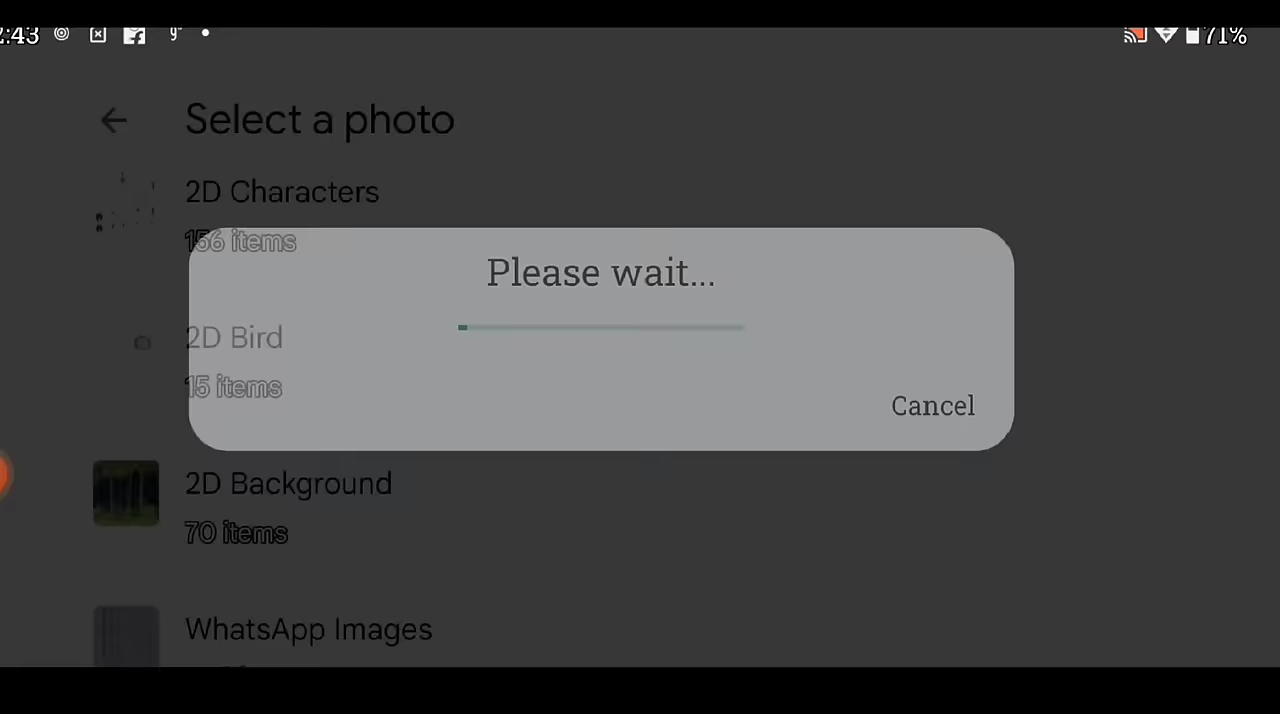 2:43
71%
Select a photo
2D Characters
156 items
Please wait...
2D Bird
15 items
Cancel
2D Background
70 items
WhatsApp Images